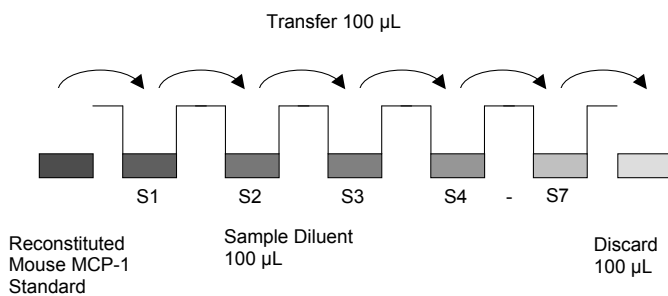 Transfer 100 µL
S1 S2 S3 S4 - S7
Reconstituted
Mouse MCP-1
Standard
Sample Diluent
100 µL
Discard
100 µL